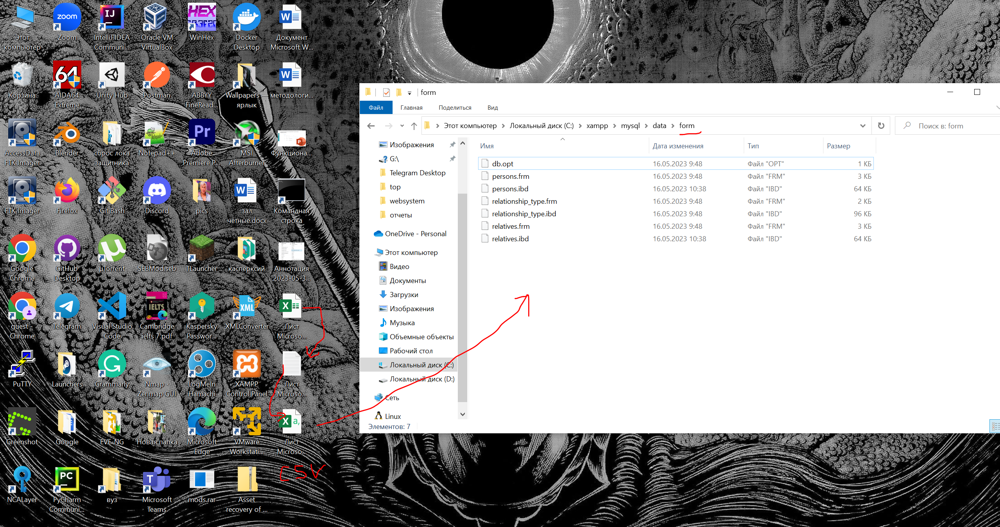 Этот
компьютер
zoom
Zoom
IJ
IntelliJ IDEA
Communi...
Oracle VM
VirtualBox
HEX
WinHex
Docker
Desktop
W
Документ
Microsoft W...
Корзина
64
AIDA64
Extreme
Unity Hub
Postman
ABBYY
FineRead...
Wallpapers —
ярлык
W
методологи...
AccessData
FTK Imager
Blender
сброс лока
защитника
Notepad++
Pr
Adobe
Premiere P...
MSI
Afterburner
P
Функциона...
FTK Imager
Firefox
Git Bash
Discord
pics
W
зал
четные.docx
Командная
строка
Google
Chrome
GitHub
Desktop
µTorrent
SEBMod.seb
TLauncher
касперксий
Аннотация
2023-05-3...
guest -
Chrome
Telegram
Visual Studio
Code
IELTS
Cambridge
ielts 7.pdf
Kaspersky
Passwor...
XML
XMLConverter
X
Лист
Microso...
PuTTY
Launchers
Grammarly
Nmap -
Zenmap GUI
LogMeIn
Hamachi
XAMPP
Control Panel
Лист
Microso...
Greenshot
Google
EVE-NG
Новая папка
Microsoft
Edge
VMware
Workstati...
X a,
Лист
Microso...
CSV
NCALayer
PC
PyCharm
Communi...
вуз
T
Microsoft
Teams
mods.rar
Asset
recovery of ...
form
Файл Главная Поделиться Вид
Этот компьютер Локальный диск (C:) xampp mysql data form
Поиск в: form
Изображения
G:\
Telegram Desktop
top
websystem
отчеты
OneDrive - Personal
Этот компьютер
Видео
Документы
Загрузки
Изображения
Музыка
Объемные объекты
Рабочий стол
Локальный диск (C:)
Локальный диск (D:)
Сеть
Linux
Имя Дата изменения Тип Размер
db.opt 16.05.2023 9:48 Файл "OPT" 1 КБ
persons.frm 16.05.2023 9:48 Файл "FRM" 3 КБ
persons.ibd 16.05.2023 10:38 Файл "IBD" 64 КБ
relationship_type.frm 16.05.2023 9:48 Файл "FRM" 2 КБ
relationship_type.ibd 16.05.2023 9:48 Файл "IBD" 96 КБ
relatives.frm 16.05.2023 9:48 Файл "FRM" 3 КБ
relatives.ibd 16.05.2023 10:38 Файл "IBD" 64 КБ
Элементов: 7